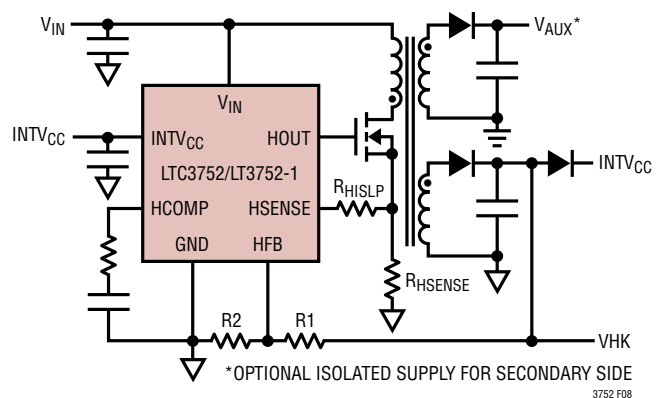 VIN
VAUX*
VIN
INTVCC
INTVCC
HOUT
INTVCC
LTC3752/LT3752-1
RHISLP
HCOMP
HSENSE
GND
HFB
RHSENSE
R2
R1
VHK
*OPTIONAL ISOLATED SUPPLY FOR SECONDARY SIDE
3752 F08